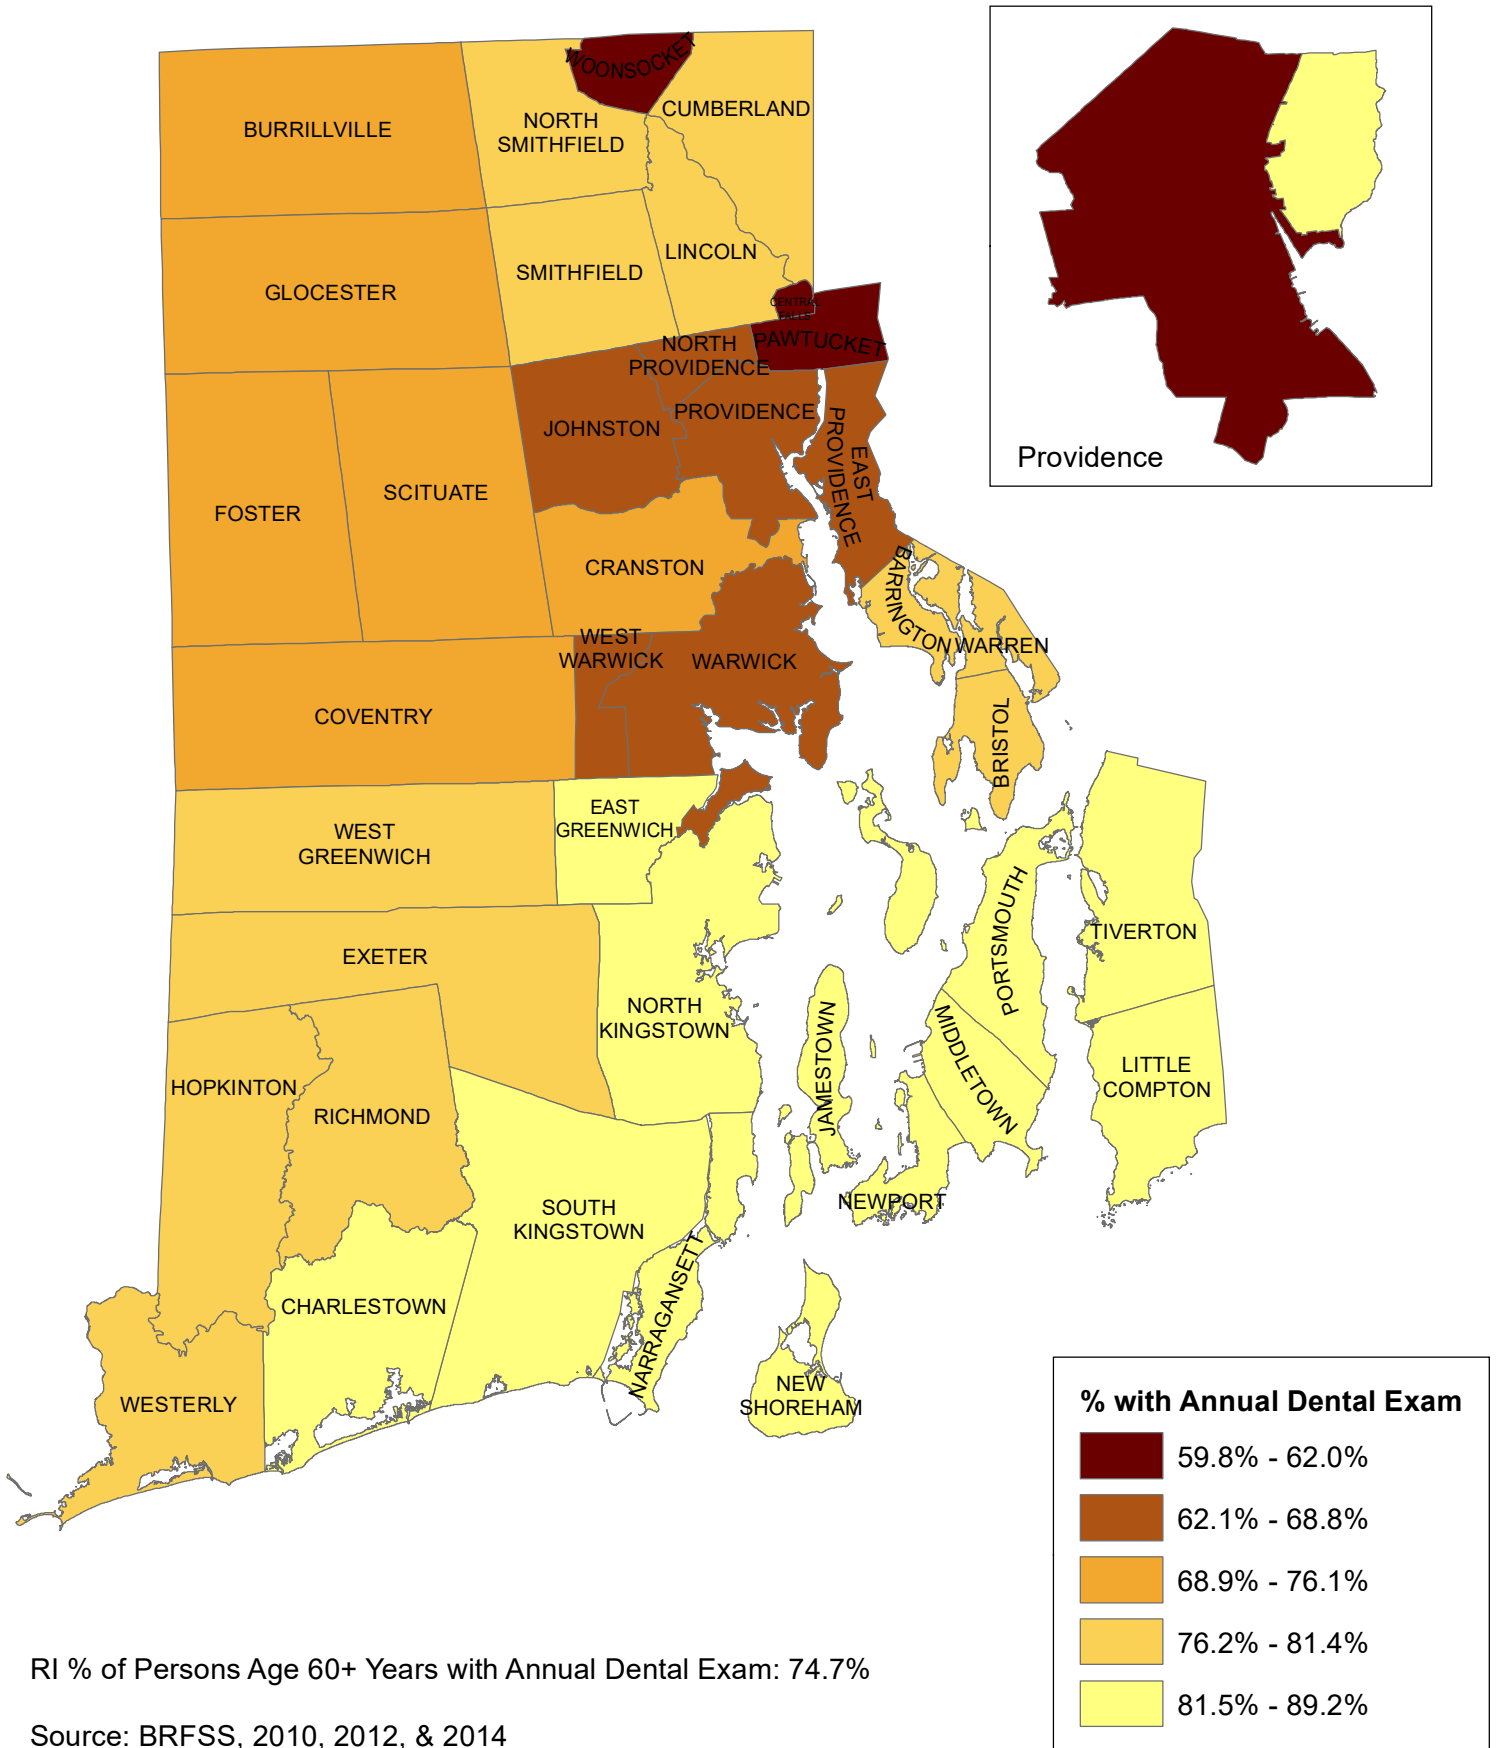 WOONSOCKET
CUMBERLAND
BURRILLVILLE
NORTH
SMITHFIELD
LINCOLN
SMITHFIELD
GLOCESTER
CENTRAL
FALLS
PAWTUCKET
NORTH
PROVIDENCE
PROVIDENCE
JOHNSTON
EAST
PROVIDENCE
SCITUATE
FOSTER
CRANSTON
BARRINGTON
WARREN
WEST
WARWICK
WARWICK
COVENTRY
BRISTOL
EAST
GREENWICH
WEST
GREENWICH
PORTSMOUTH
TIVERTON
EXETER
NORTH
KINGSTOWN
JAMESTOWN
MIDDLETOWN
LITTLE
COMPTON
HOPKINTON
RICHMOND
SOUTH
KINGSTOWN
NEWPORT
NARRAGANSETT
CHARLESTOWN
NEW
SHOREHAM
WESTERLY
Providence
% with Annual Dental Exam
59.8% - 62.0%
62.1% - 68.8%
68.9% - 76.1%
76.2% - 81.4%
81.5% - 89.2%
RI % of Persons Age 60+ Years with Annual Dental Exam: 74.7%
Source: BRFSS, 2010, 2012, & 2014